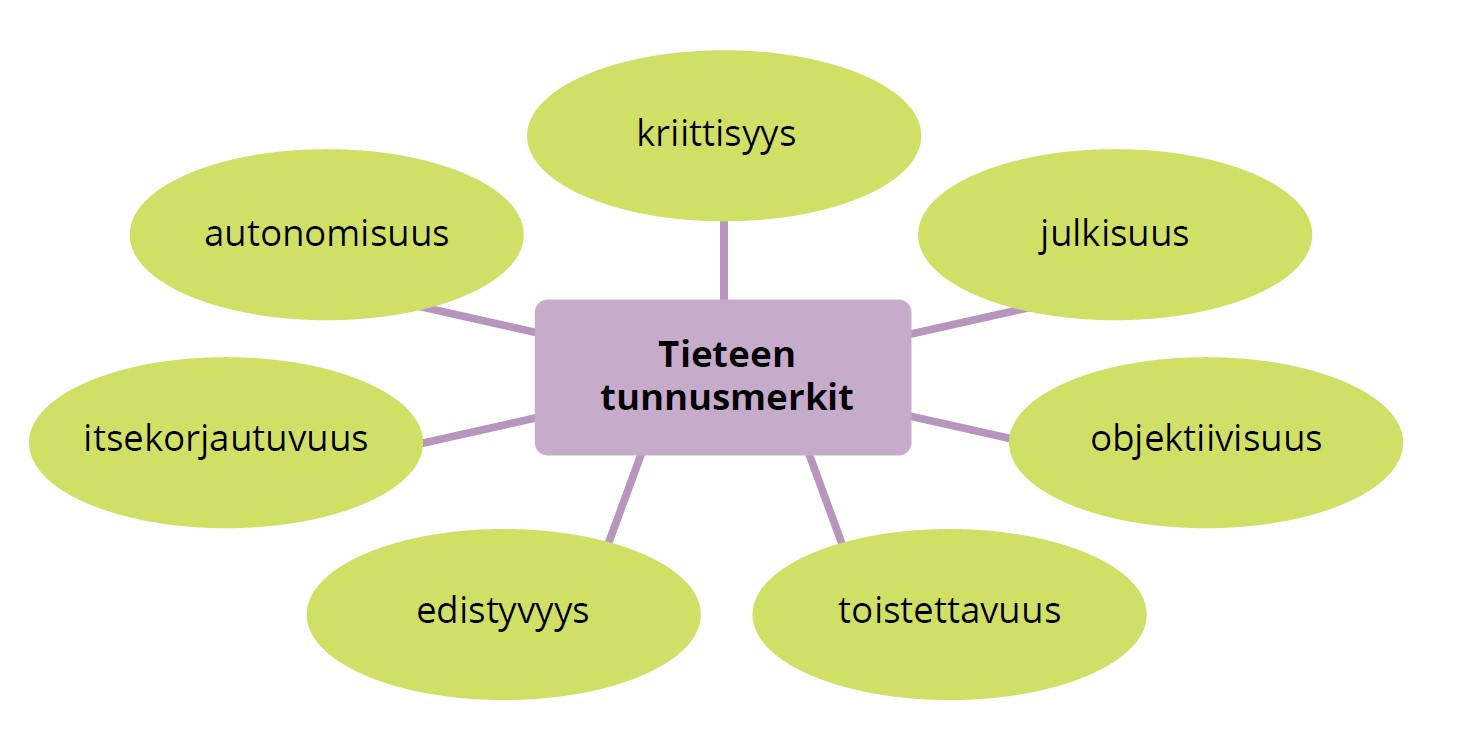 kriittisyys
autonomisuus
julkisuus
Tieteen
tunnusmerkit
itsekorjautuvuus
objektiivisuus
edistyvyys
toistettavuus